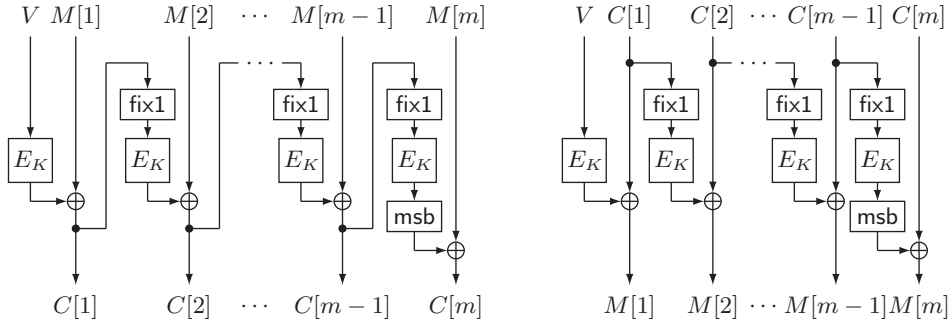 V M[1] M[2] ··· M[m−1] M[m] V C[1] C[2] ··· C[m−1] C[m]
··· ···
fix1 fix1 fix1 fix1 fix1 fix1
E_K E_K E_K E_K E_K E_K E_K E_K
msb msb
C[1] C[2] ··· C[m−1] C[m] M[1] M[2] ··· M[m−1] M[m]